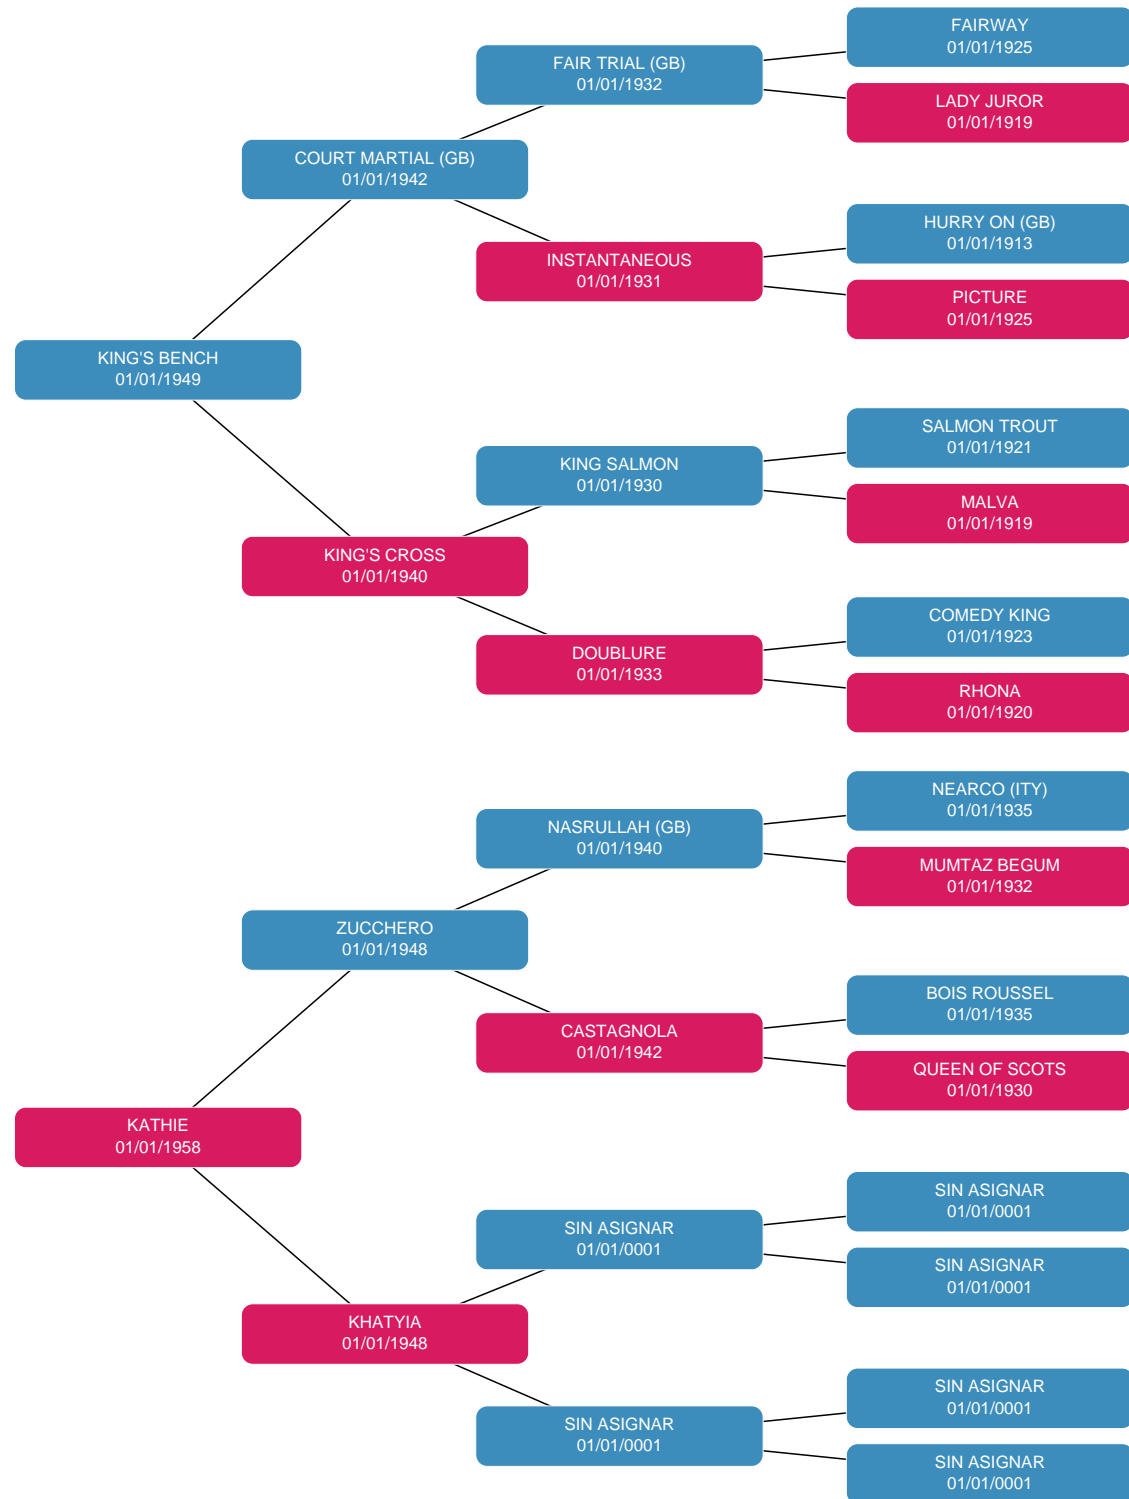 FAIRWAY
01/01/1925
FAIR TRIAL (GB)
01/01/1932
LADY JUROR
01/01/1919
COURT MARTIAL (GB)
01/01/1942
HURRY ON (GB)
01/01/1913
INSTANTANEOUS
01/01/1931
PICTURE
01/01/1925
KING'S BENCH
01/01/1949
SALMON TROUT
01/01/1921
KING SALMON
01/01/1930
MALVA
01/01/1919
KING'S CROSS
01/01/1940
COMEDY KING
01/01/1923
DOUBLURE
01/01/1933
RHONA
01/01/1920
NEARCO (ITY)
01/01/1935
NASRULLAH (GB)
01/01/1940
MUMTAZ BEGUM
01/01/1932
ZUCCHERO
01/01/1948
BOIS ROUSSEL
01/01/1935
CASTAGNOLA
01/01/1942
QUEEN OF SCOTS
01/01/1930
KATHIE
01/01/1958
SIN ASIGNAR
01/01/0001
SIN ASIGNAR
01/01/0001
SIN ASIGNAR
01/01/0001
KHATYIA
01/01/1948
SIN ASIGNAR
01/01/0001
SIN ASIGNAR
01/01/0001
SIN ASIGNAR
01/01/0001